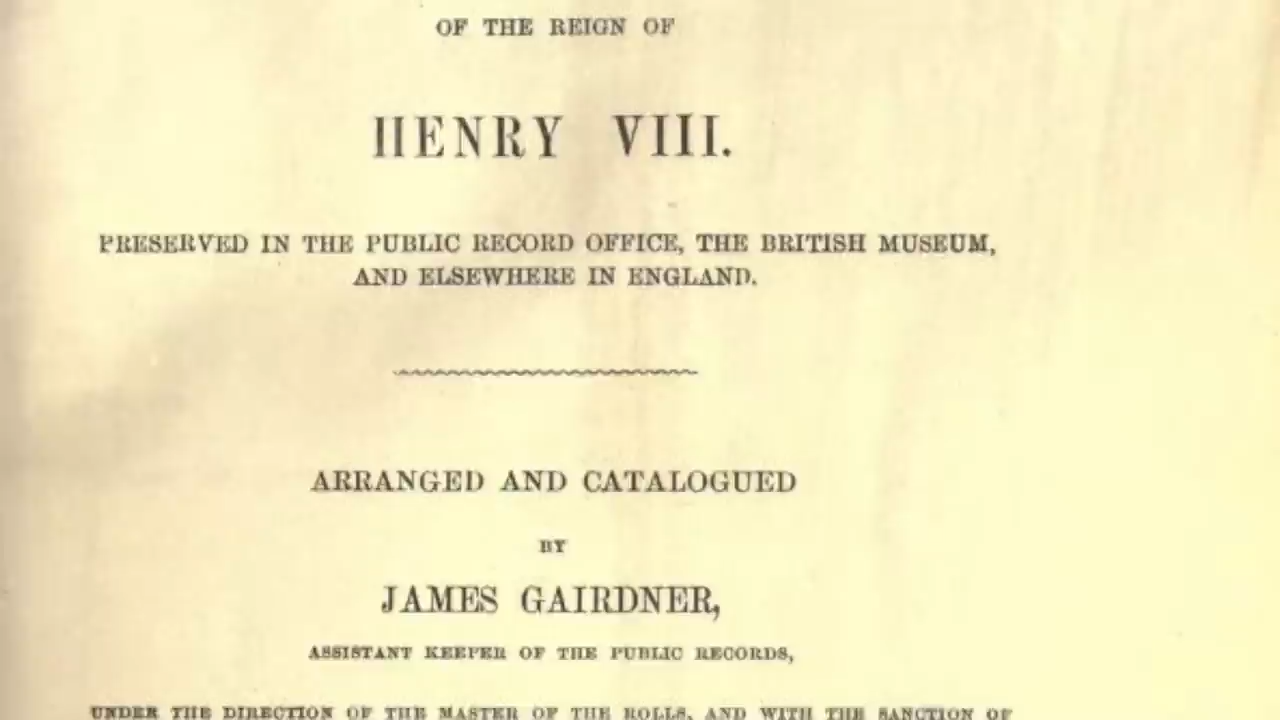 OF THE REIGN OF
HENRY VIII.
PRESERVED IN THE PUBLIC RECORD OFFICE, THE BRITISH MUSEUM,
AND ELSEWHERE IN ENGLAND.
ARRANGED AND CATALOGUED
BY
JAMES GAIRDNER,
ASSISTANT KEEPER OF THE PUBLIC RECORDS,
UNDER THE DIRECTION OF THE MASTER OF THE ROLLS, AND WITH THE SANCTION OF